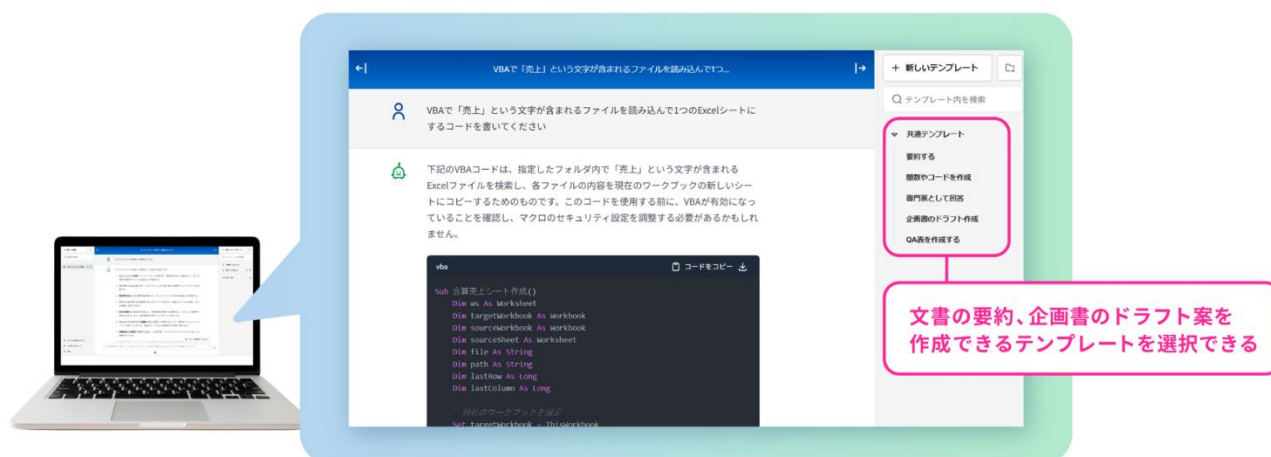 VBAで「売上」という文字が含まれるファイルを読み込んで1つ...
VBAで「売上」という文字が含まれるファイルを読み込んで1つのExcelシートに
するコードを書いてください
下記のVBAコードは、指定したフォルダ内で「売上」という文字が含まれる
Excelファイルを検索し、各ファイルの内容を現在のワークブックの新しいシー
トにコピーするためのものです。このコードを使用する前に、VBAが有効になっ
ていることを確認し、マクロのセキュリティ設定を調整する必要があるかもしれ
ません。
vba
コードをコピー
Sub 合算売上シート作成()
Dim ws As Worksheet
Dim targetWorkbook As Workbook
Dim sourceWorkbook As Workbook
Dim sourceSheet As Worksheet
Dim file As String
Dim path As String
Dim lastRow As Long
Dim lastColumn As Long
' 現在のワークブックを設定
Set targetWorkbook = ThisWorkbook
+ 新しいテンプレート
テンプレート内を検索
共通テンプレート
要約する
関数やコードを作成
専門家として回答
企画書のドラフト作成
QA表を作成する
文書の要約、企画書のドラフト案を
作成できるテンプレートを選択できる